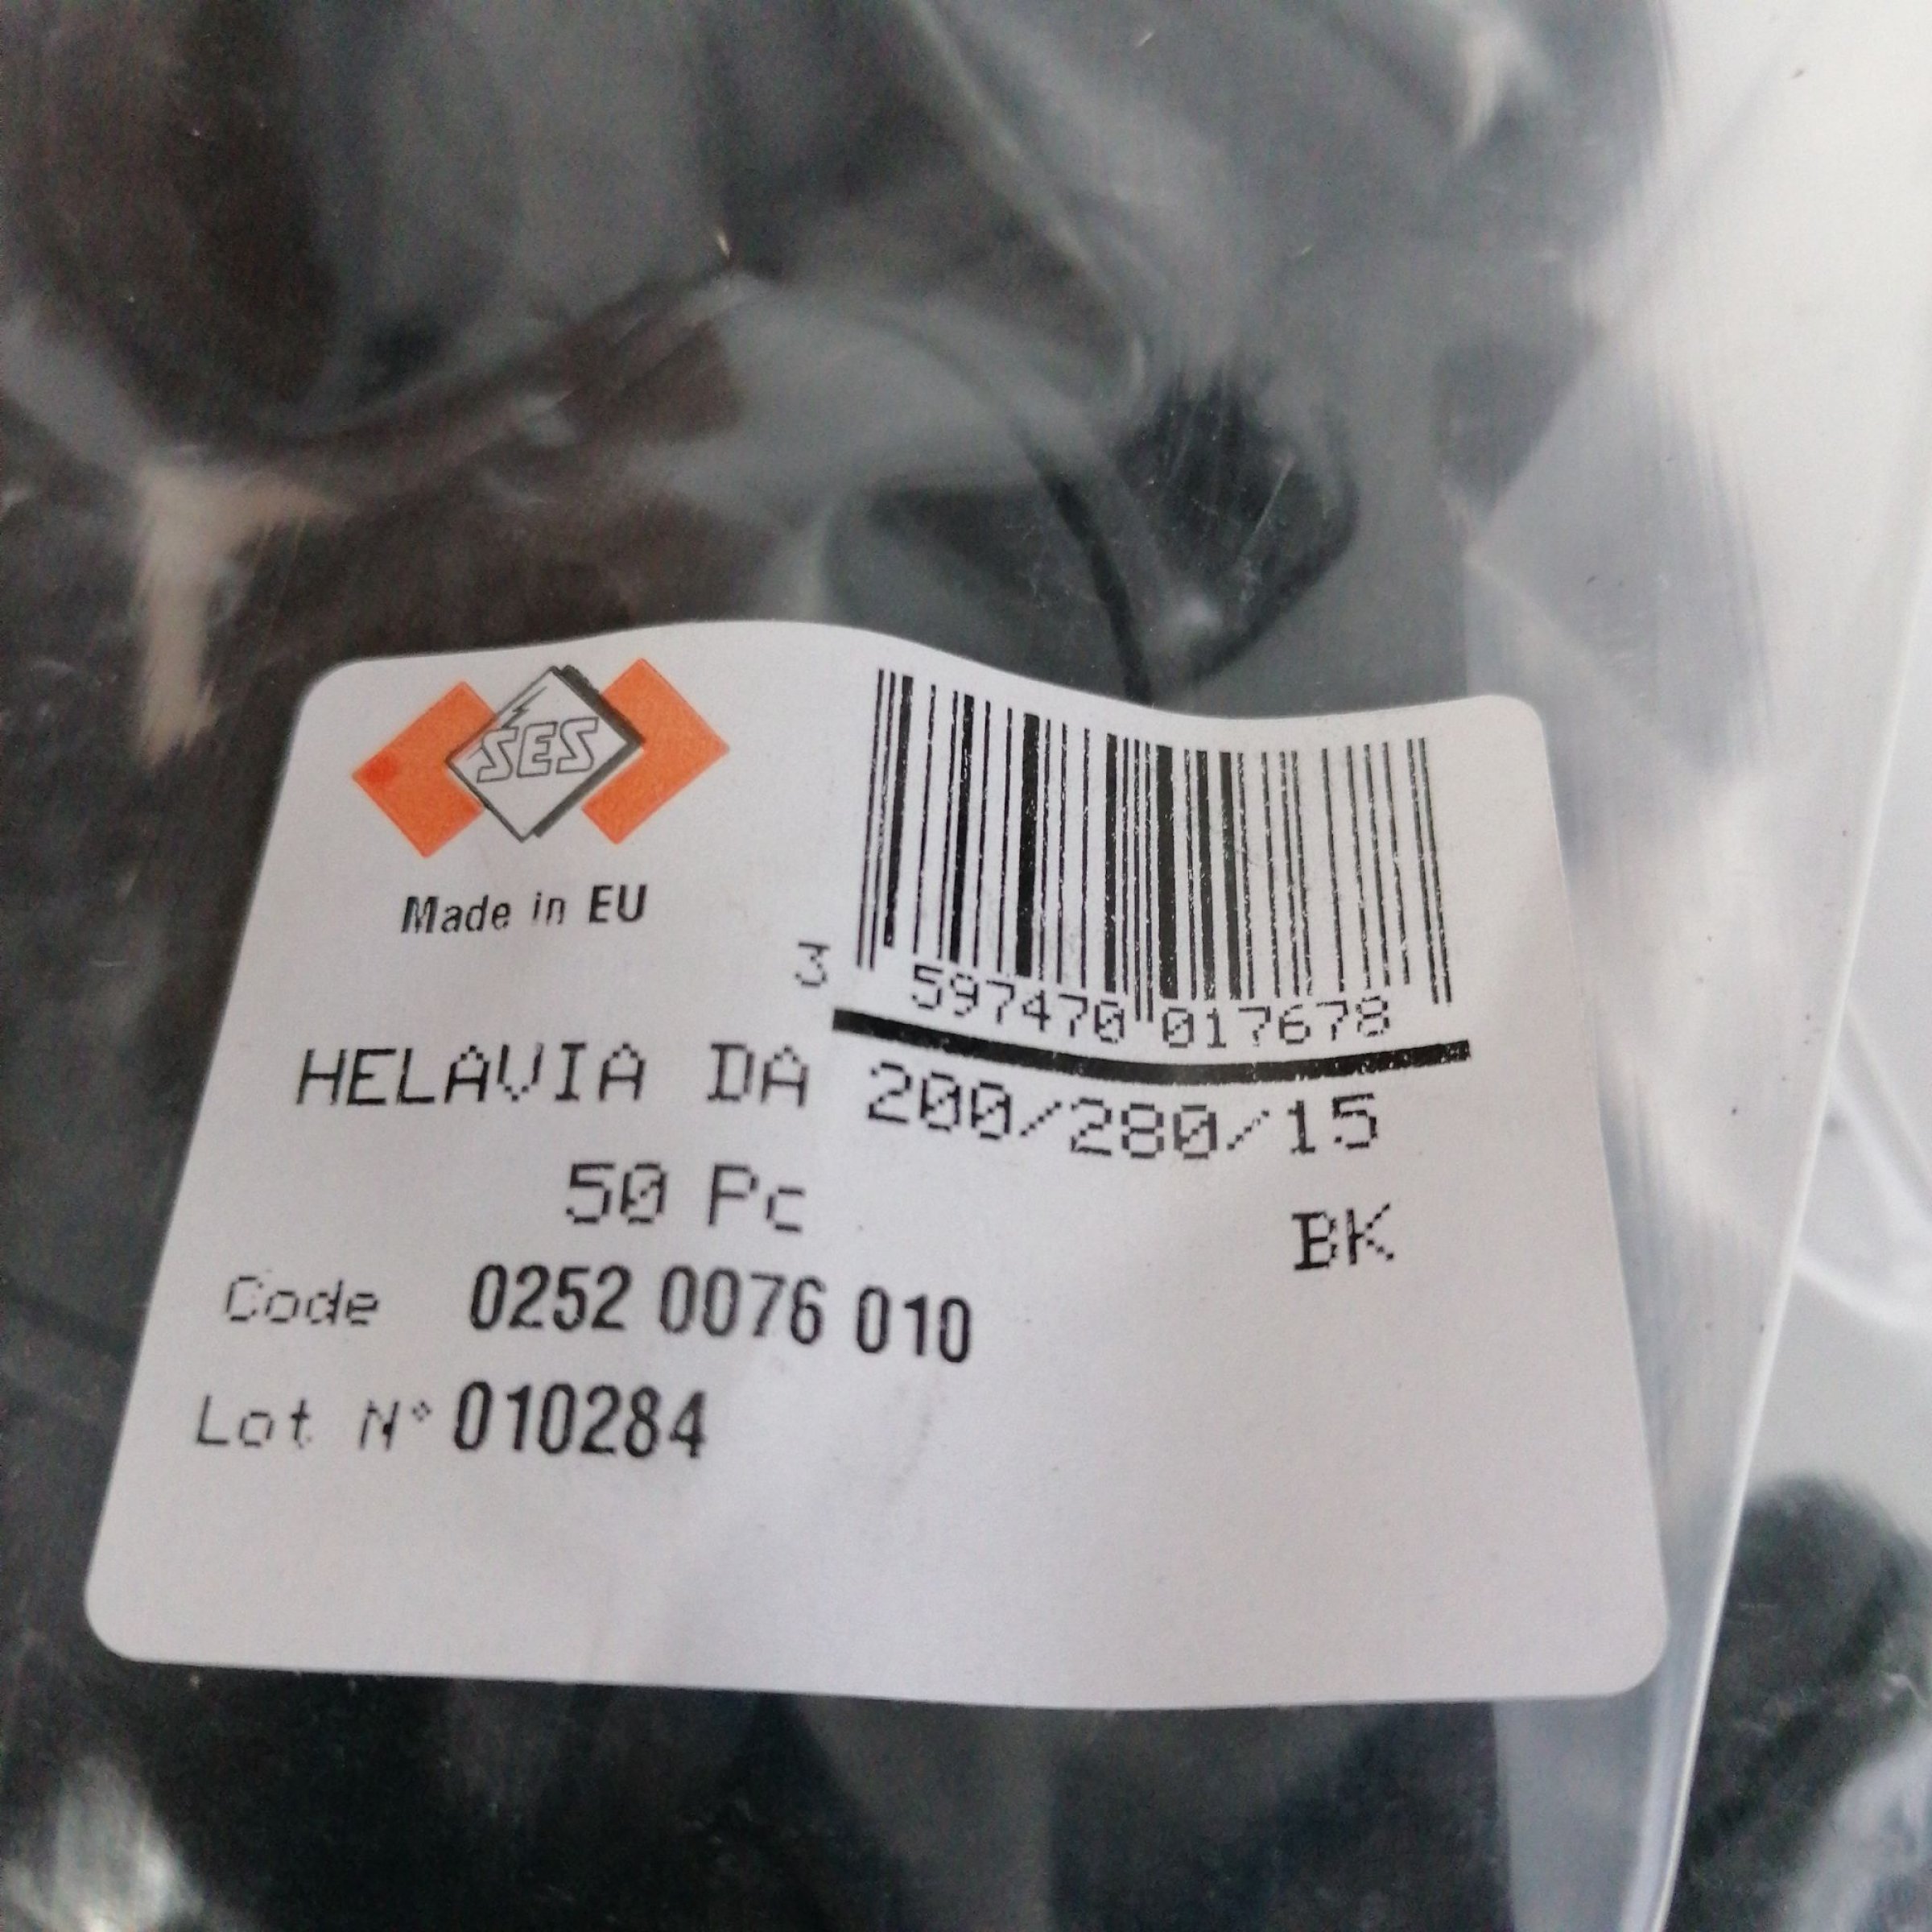 SES
Made in EU
3 597470 017678
HELAVIA DA 200/280/15
50 Pc
BK
Code 0252 0076 010
Lot N° 010284